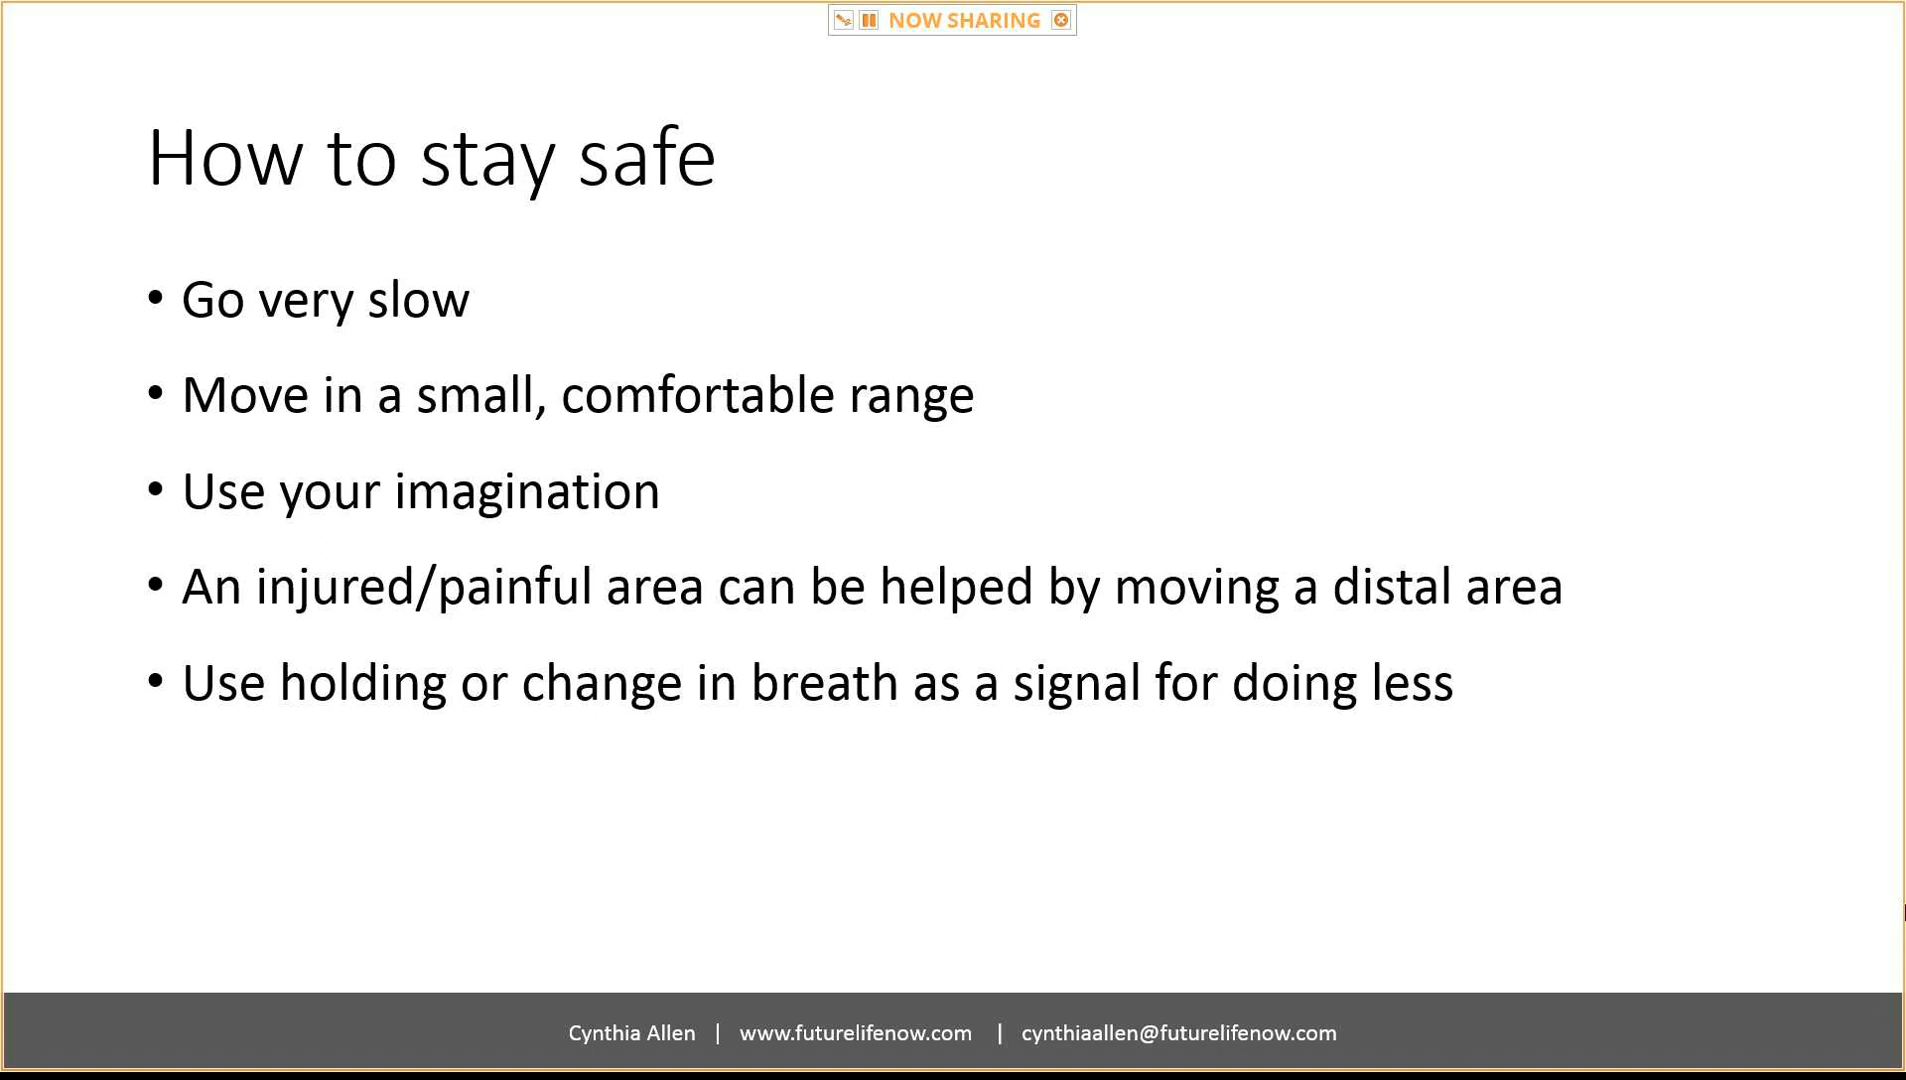 NOW SHARING
How to stay safe
• Go very slow
• Move in a small, comfortable range
• Use your imagination
• An injured/painful area can be helped by moving a distal area
• Use holding or change in breath as a signal for doing less
Cynthia Allen | www.futurelifenow.com | cynthiaallen@futurelifenow.com